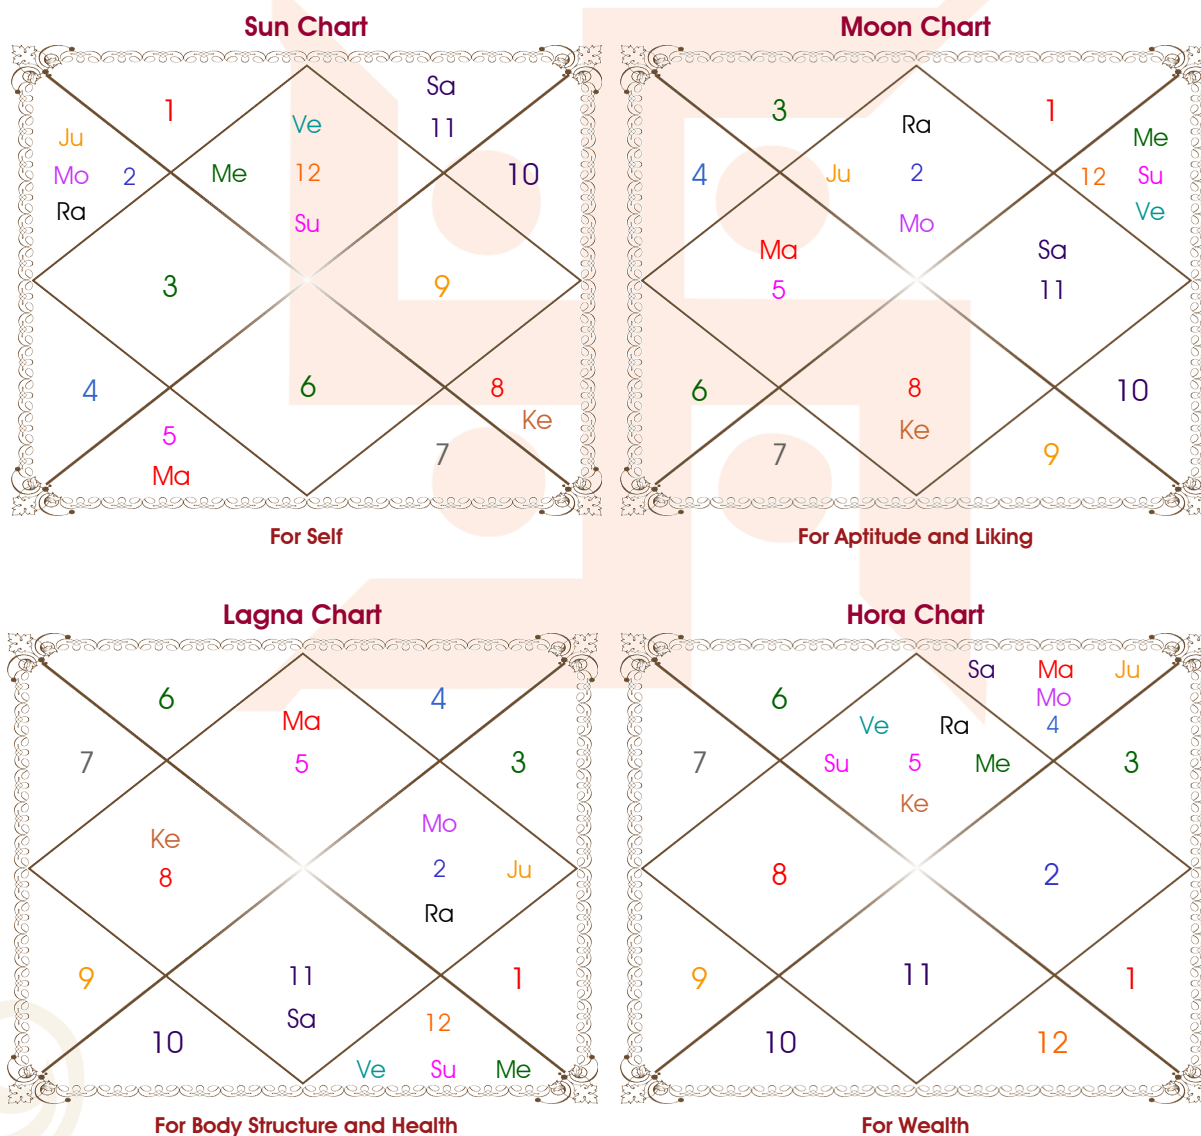 Sun Chart
Sa
1
Ve
11
Ju
Mo 2 Me 12 10
Ra
Su
3 9
4 6 8
Ke
5
7
Ma
For Self
Moon Chart
3 Ra 1
Me
4 Ju 2 12 Su
Ve
Mo
Ma Sa
5 11
6 8 10
Ke
7 9
For Aptitude and Liking
Lagna Chart
6 4
Ma
7 5 3
Mo
Ke
8 2 Ju
Ra
9 11 1
Sa 12
10
Ve Su Me
For Body Structure and Health
Hora Chart
Sa Ma Ju
6 Mo
Ve Ra 4
7 Su 5 Me 3
Ke
8 2
9 11 1
10 12
For Wealth